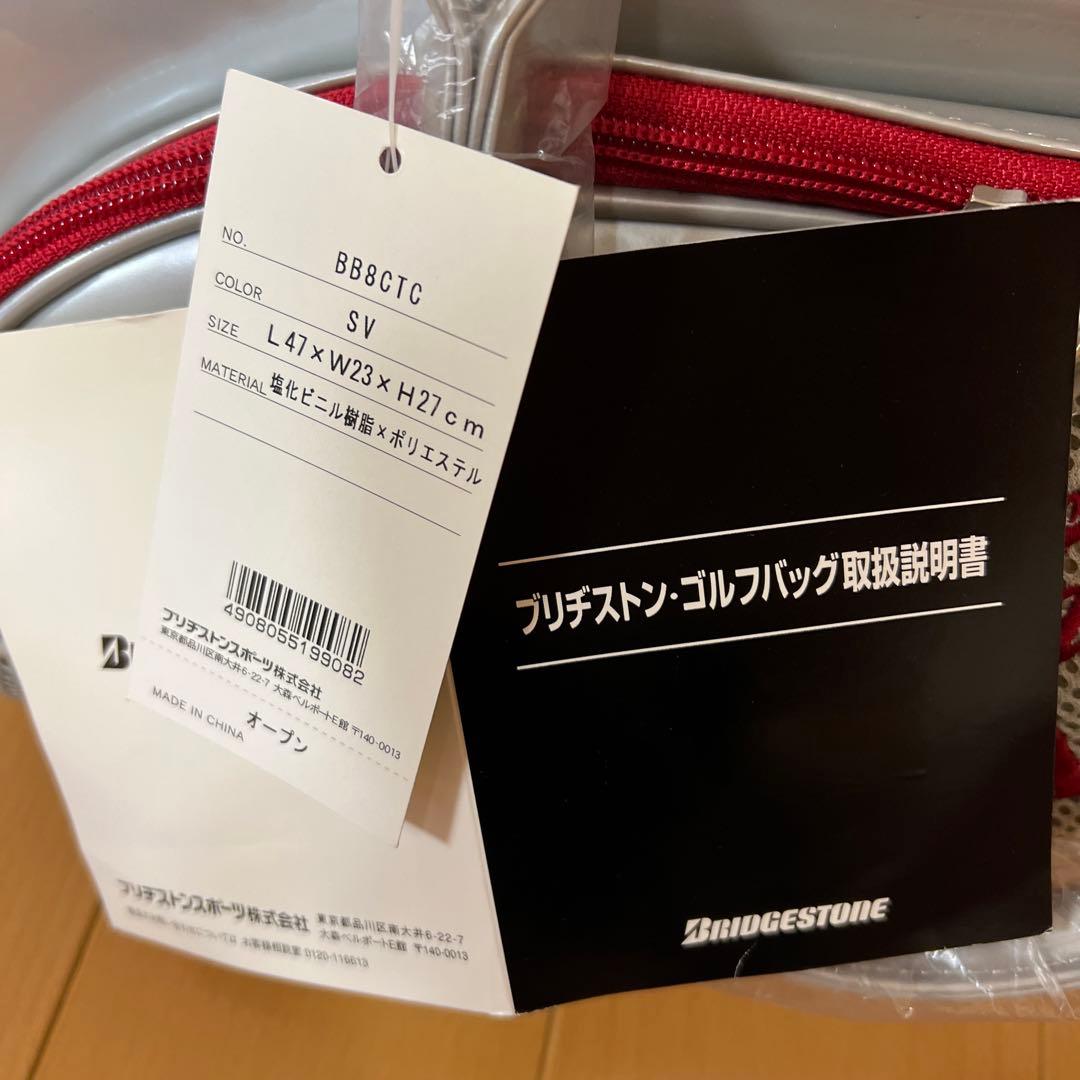 NO. BB8CTC
COLOR SV
SIZE L47×W23×H27cm
MATERIAL 塩化ビニル樹脂×ポリエステル
4908055199082
ブリヂストンスポーツ株式会社
東京都品川区南大井6-22-7 大森ベルポートE館 〒140-0013
MADE IN CHINA
オープン
ブリヂストン・ゴルフバッグ取扱説明書
BRIDGESTONE
ブリヂストンスポーツ株式会社
東京都品川区南大井6-22-7
大森ベルポートE館 〒140-0013
お客様相談室 0120-116613